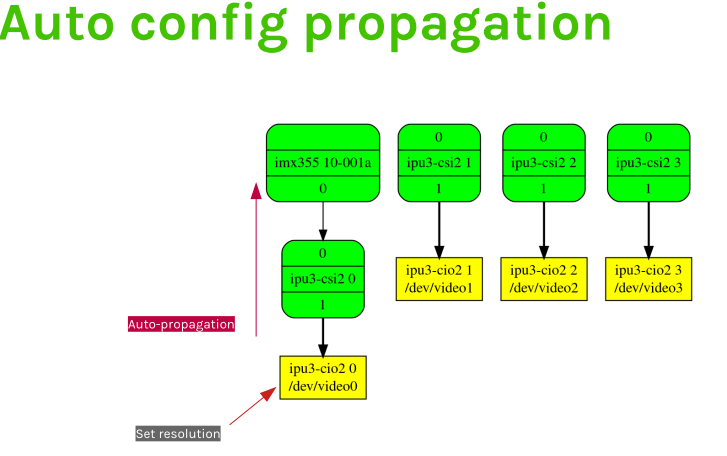 Auto config propagation
imx355 10-001a
0
0
ipu3-csi2 0
1
ipu3-cio2 0
/dev/video0
0
ipu3-csi2 1
1
ipu3-cio2 1
/dev/video1
0
ipu3-csi2 2
1
ipu3-cio2 2
/dev/video2
0
ipu3-csi2 3
1
ipu3-cio2 3
/dev/video3
Auto-propagation
Set resolution